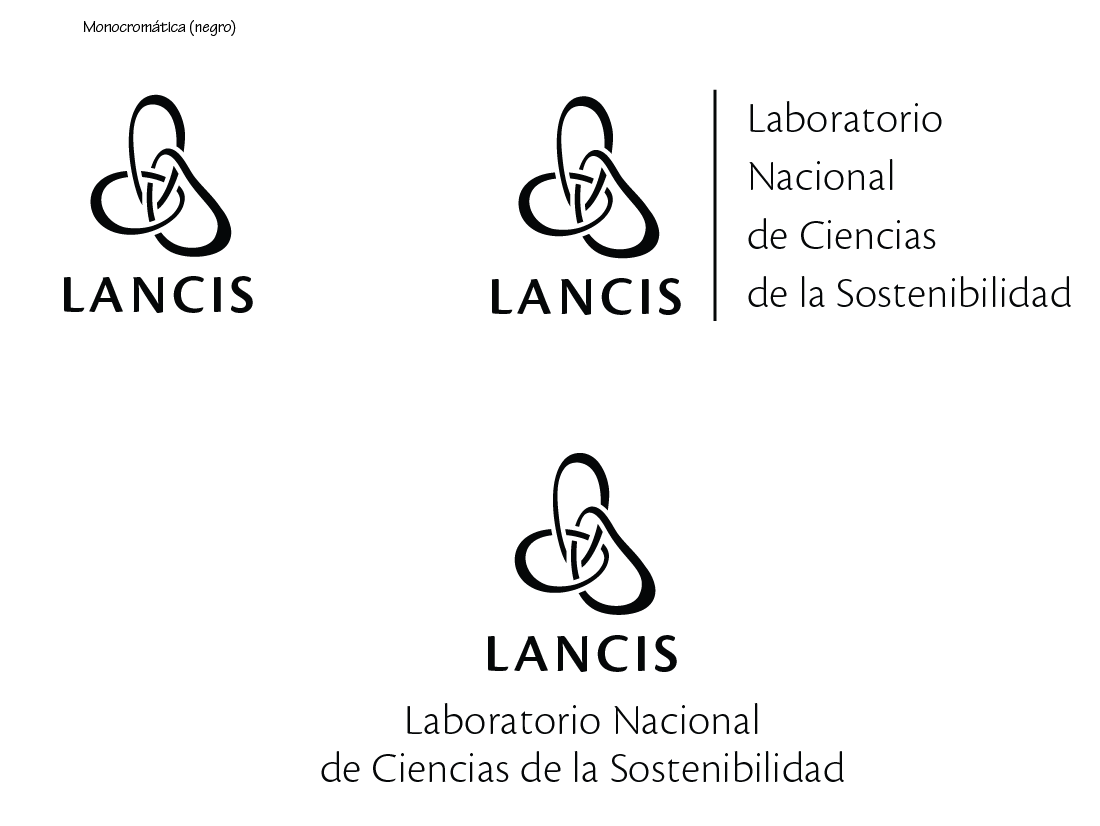 Monocromática (negro)
LANCIS
LANCIS
Laboratorio
Nacional
de Ciencias
de la Sostenibilidad
LANCIS
Laboratorio Nacional
de Ciencias de la Sostenibilidad